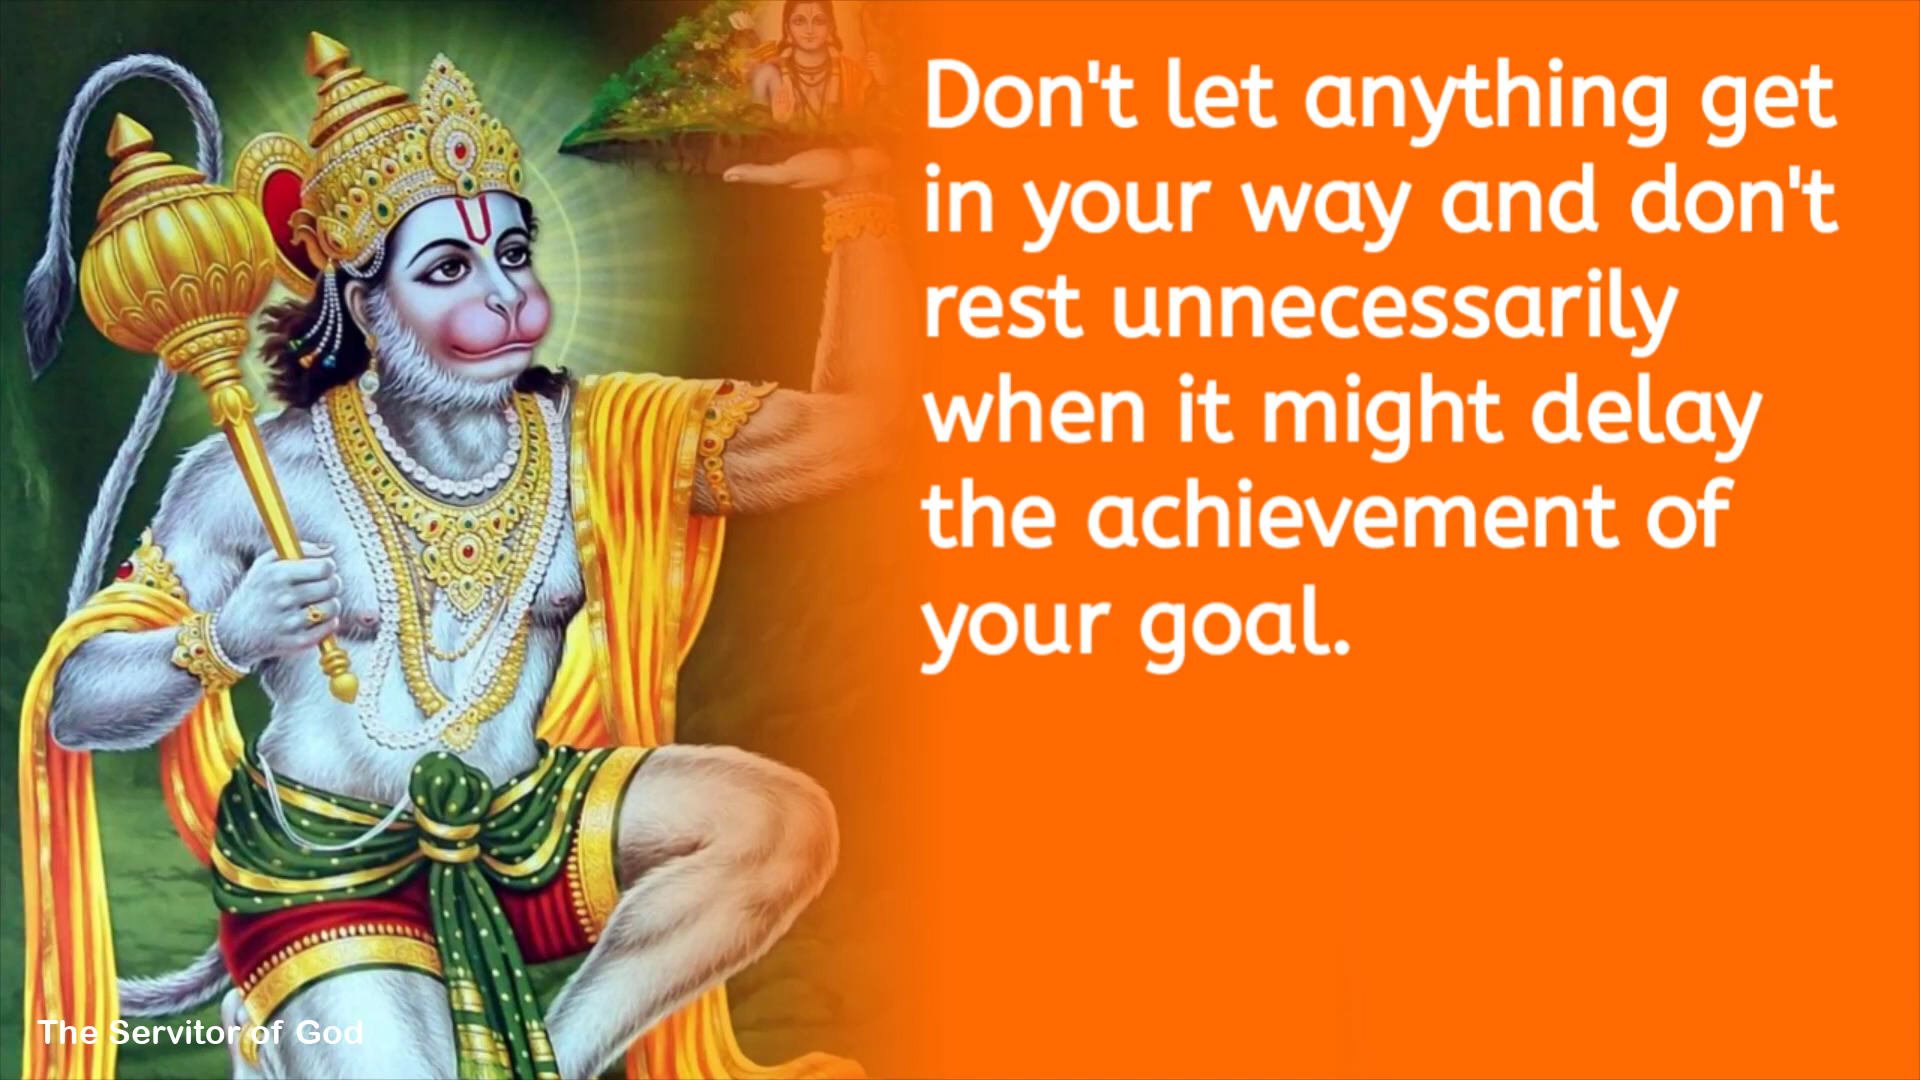 Don't let anything get
in your way and don't
rest unnecessarily
when it might delay
the achievement of
your goal.
The Servitor of God